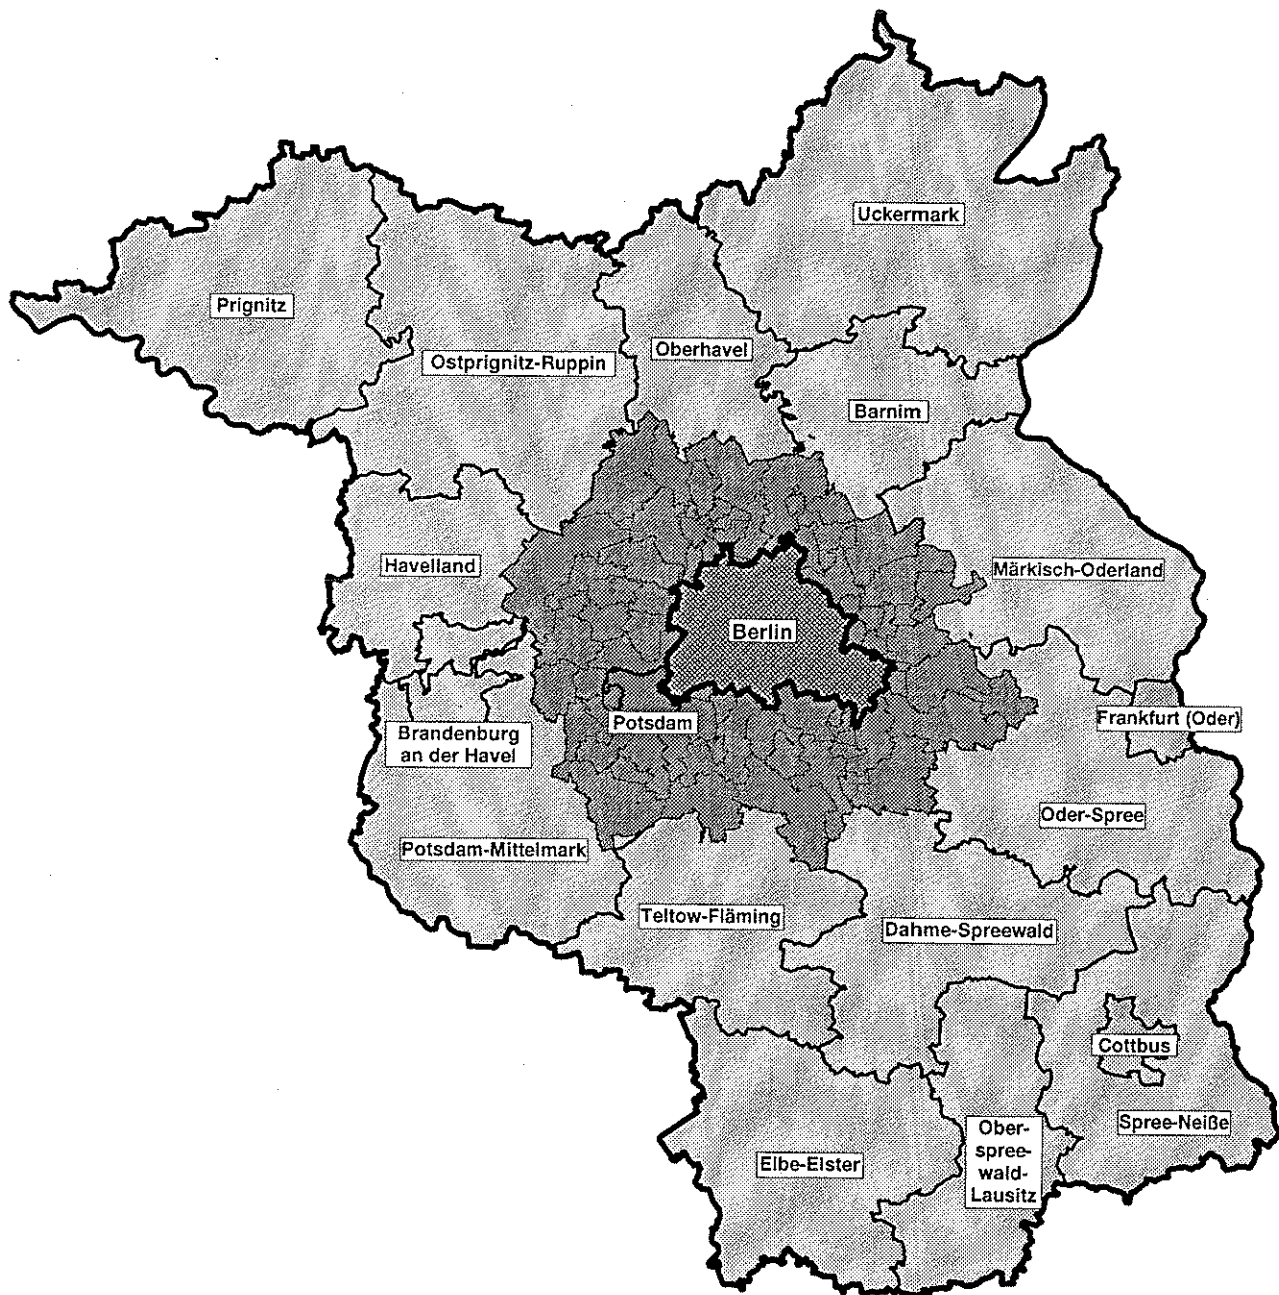 Uckermark
Prignitz
Oberhavel
Ostprignitz-Ruppin
Barnim
Havelland
Märkisch-Oderland
Berlin
Potsdam
Frankfurt (Oder)
Brandenburg
an der Havel
Oder-Spree
Potsdam-Mittelmark
Teltow-Fläming
Dahme-Spreewald
Cottbus
Spree-Neiße
Elbe-Elster
Ober-
spree-
wald-
Lausitz